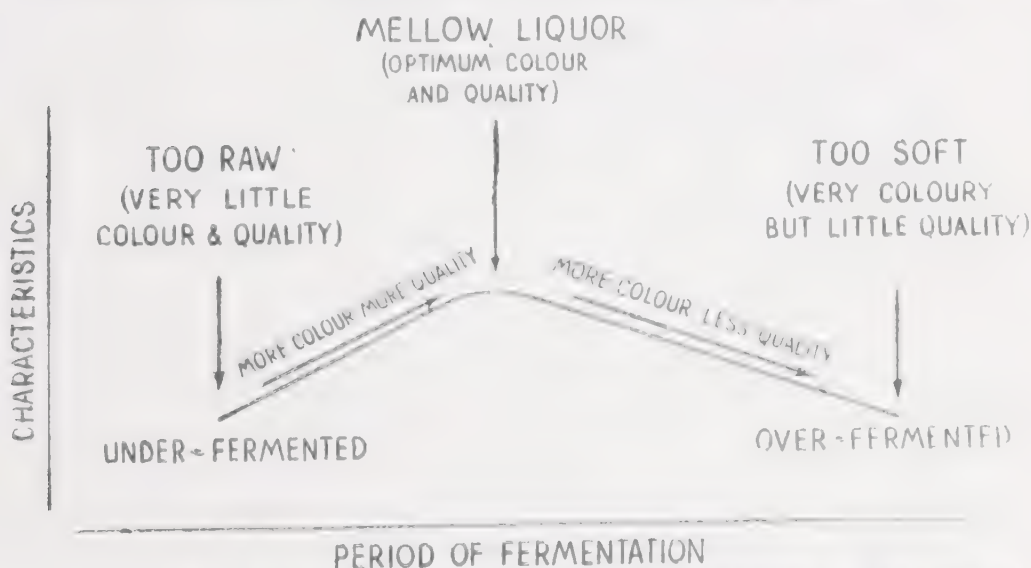 MELLOW LIQUOR
(OPTIMUM COLOUR
AND QUALITY)
TOO RAW
(VERY LITTLE
COLOUR & QUALITY)
TOO SOFT
(VERY COLOURY
BUT LITTLE QUALITY)
CHARACTERISTICS
MORE COLOUR MORE QUALITY
MORE COLOUR LESS QUALITY
UNDER-FERMENTED
OVER-FERMENTED
PERIOD OF FERMENTATION